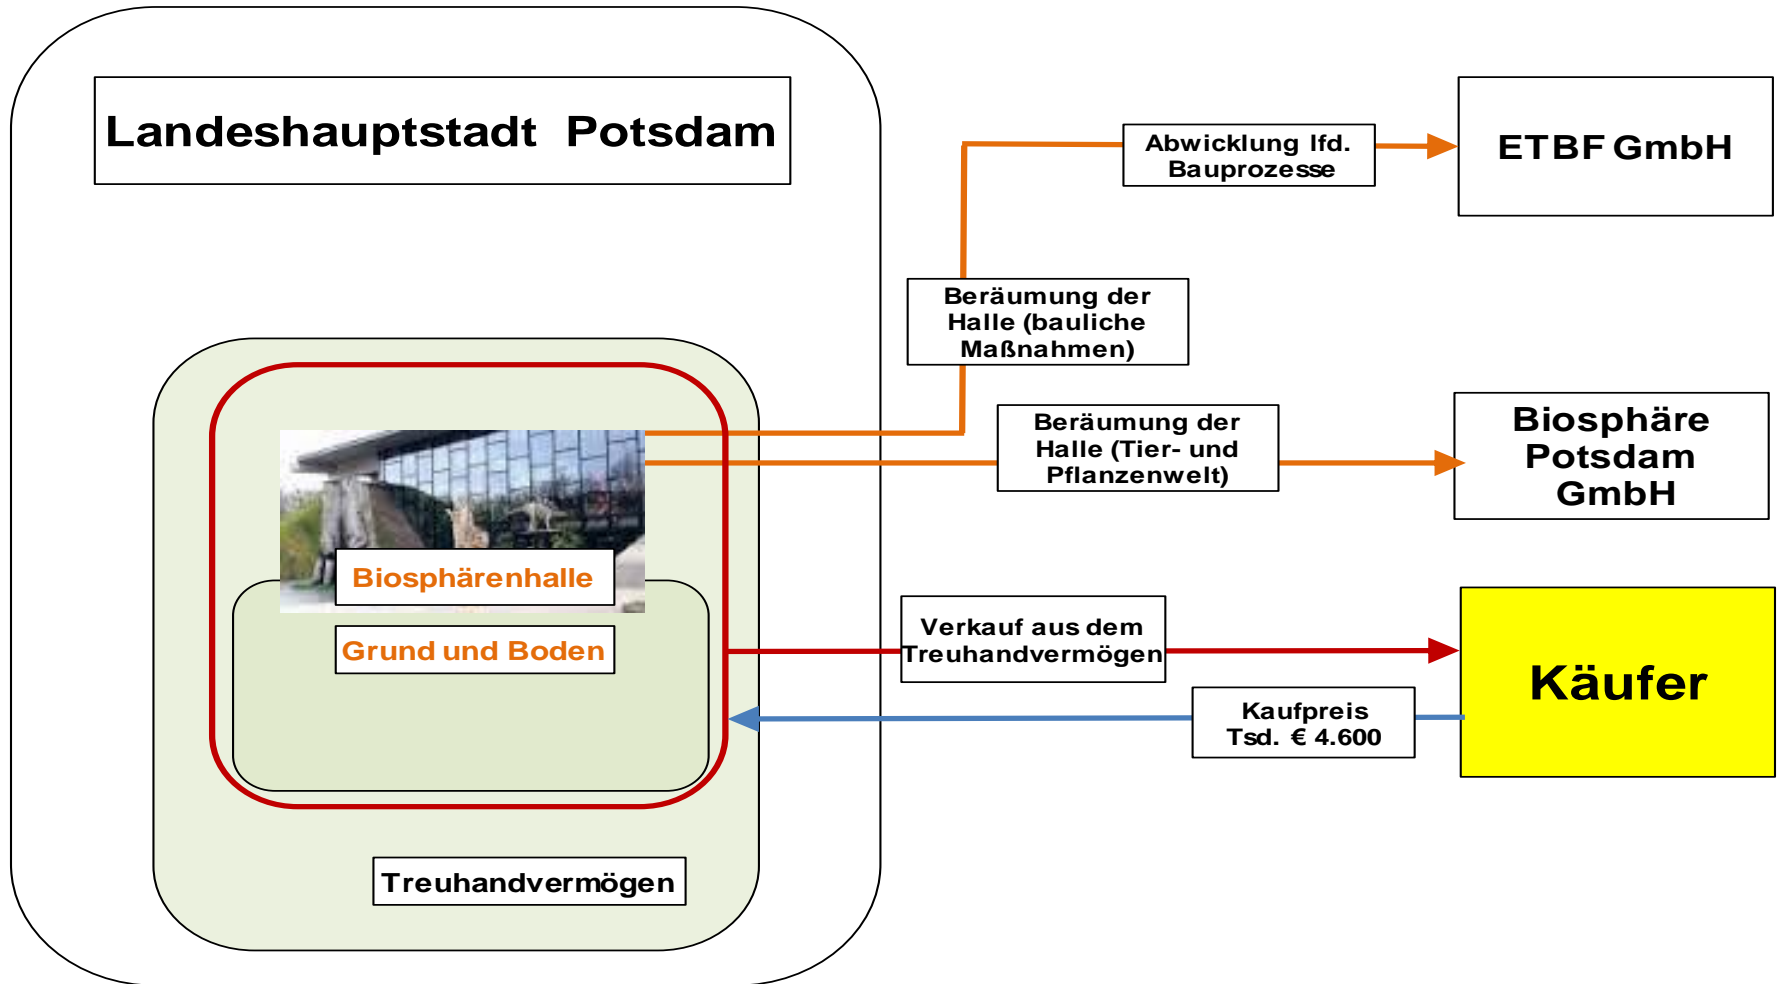 Landeshauptstadt Potsdam
Abwicklung lfd.
Bauprozesse
ETBF GmbH
Beräumung der
Halle (bauliche
Maßnahmen)
Beräumung der
Halle (Tier- und
Pflanzenwelt)
Biosphäre
Potsdam
GmbH
Biosphärenhalle
Grund und Boden
Verkauf aus dem
Treuhandvermögen
Käufer
Kaufpreis
Tsd. € 4.600
Treuhandvermögen